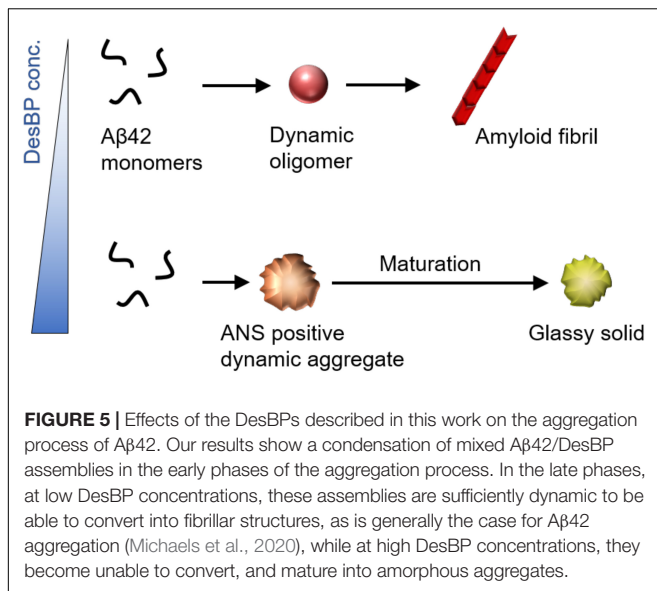 DesBP conc.
Aβ42
monomers
Dynamic
oligomer
Amyloid fibril
Maturation
ANS positive
dynamic aggregate
Glassy solid
FIGURE 5 | Effects of the DesBPs described in this work on the aggregation
process of Aβ42. Our results show a condensation of mixed Aβ42/DesBP
assemblies in the early phases of the aggregation process. In the late phases,
at low DesBP concentrations, these assemblies are sufficiently dynamic to be
able to convert into fibrillar structures, as is generally the case for Aβ42
aggregation (Michaels et al., 2020), while at high DesBP concentrations, they
become unable to convert, and mature into amorphous aggregates.